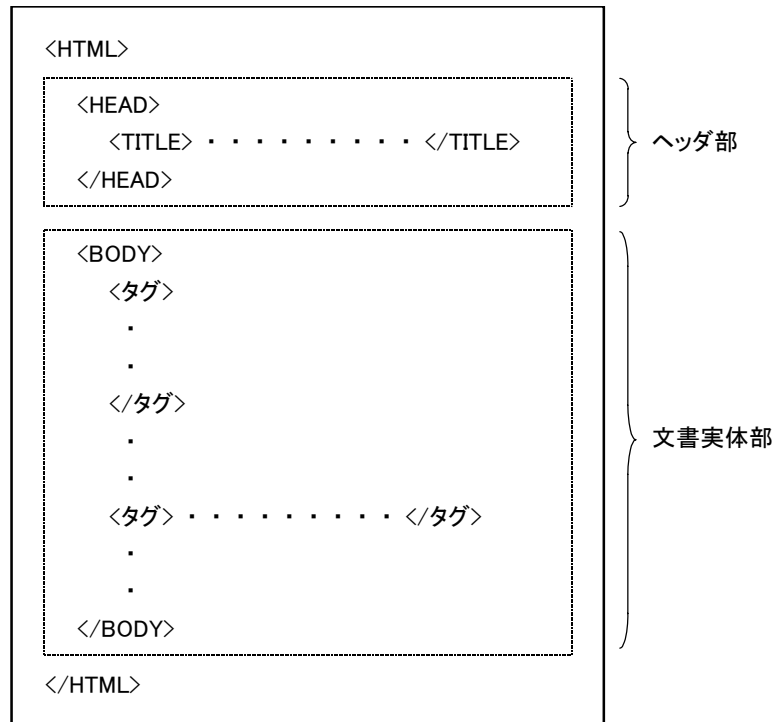 <HTML>
<HEAD>
<TITLE> ・・・・・・・・・ </TITLE>
</HEAD>
ヘッダ部
<BODY>
<タグ>
・
・
</タグ>
・
・
<タグ> ・・・・・・・・・ </タグ>
・
・
</BODY>
文書実体部
</HTML>